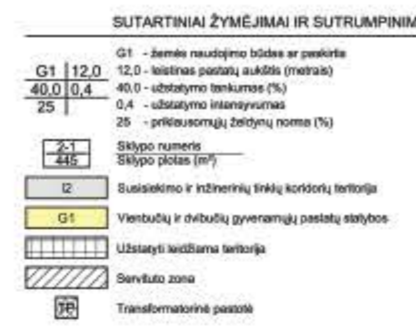 SUTARTINIAI ŽYMĖJIMAI IR SUTRUMPINIM
G1 - žemės naudojimo būdas ar paskirtis
G1 12,0 12,0 - leistinas pastatų aukštis (metrais)
40,0 0,4 40,0 - užstatymo tankumas (%)
25 0,4 - užstatymo intensyvumas
25 - priklausomųjų želdynų norma (%)
2-1 Sklypo numeris
445 Sklypo plotas (m²)
I2 Susisiekimo ir inžinerinių tinklų koridorių teritorija
G1 Vienbučių ir dvibučių gyvenamųjų pastatų statybos
Užstatyti leidžiama teritorija
Servituto zona
TP Transformatorinė pastotė